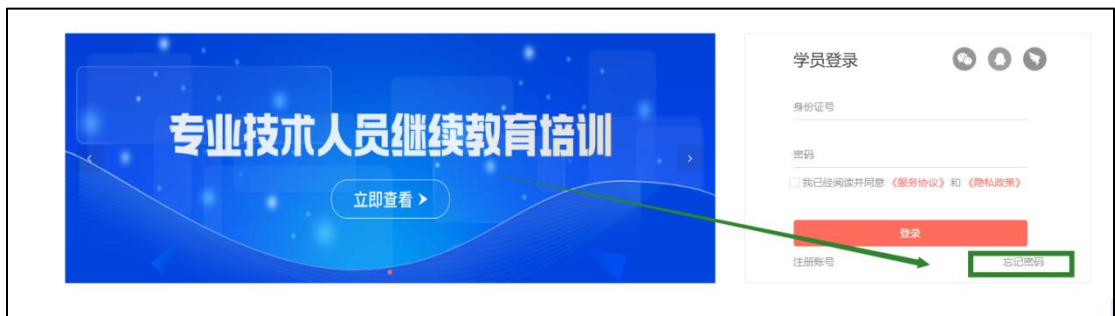 专业技术人员继续教育培训
立即查看
学员登录
身份证号
密码
我已经阅读并同意 《服务协议》 和 《隐私政策》
登录
注册账号
忘记密码